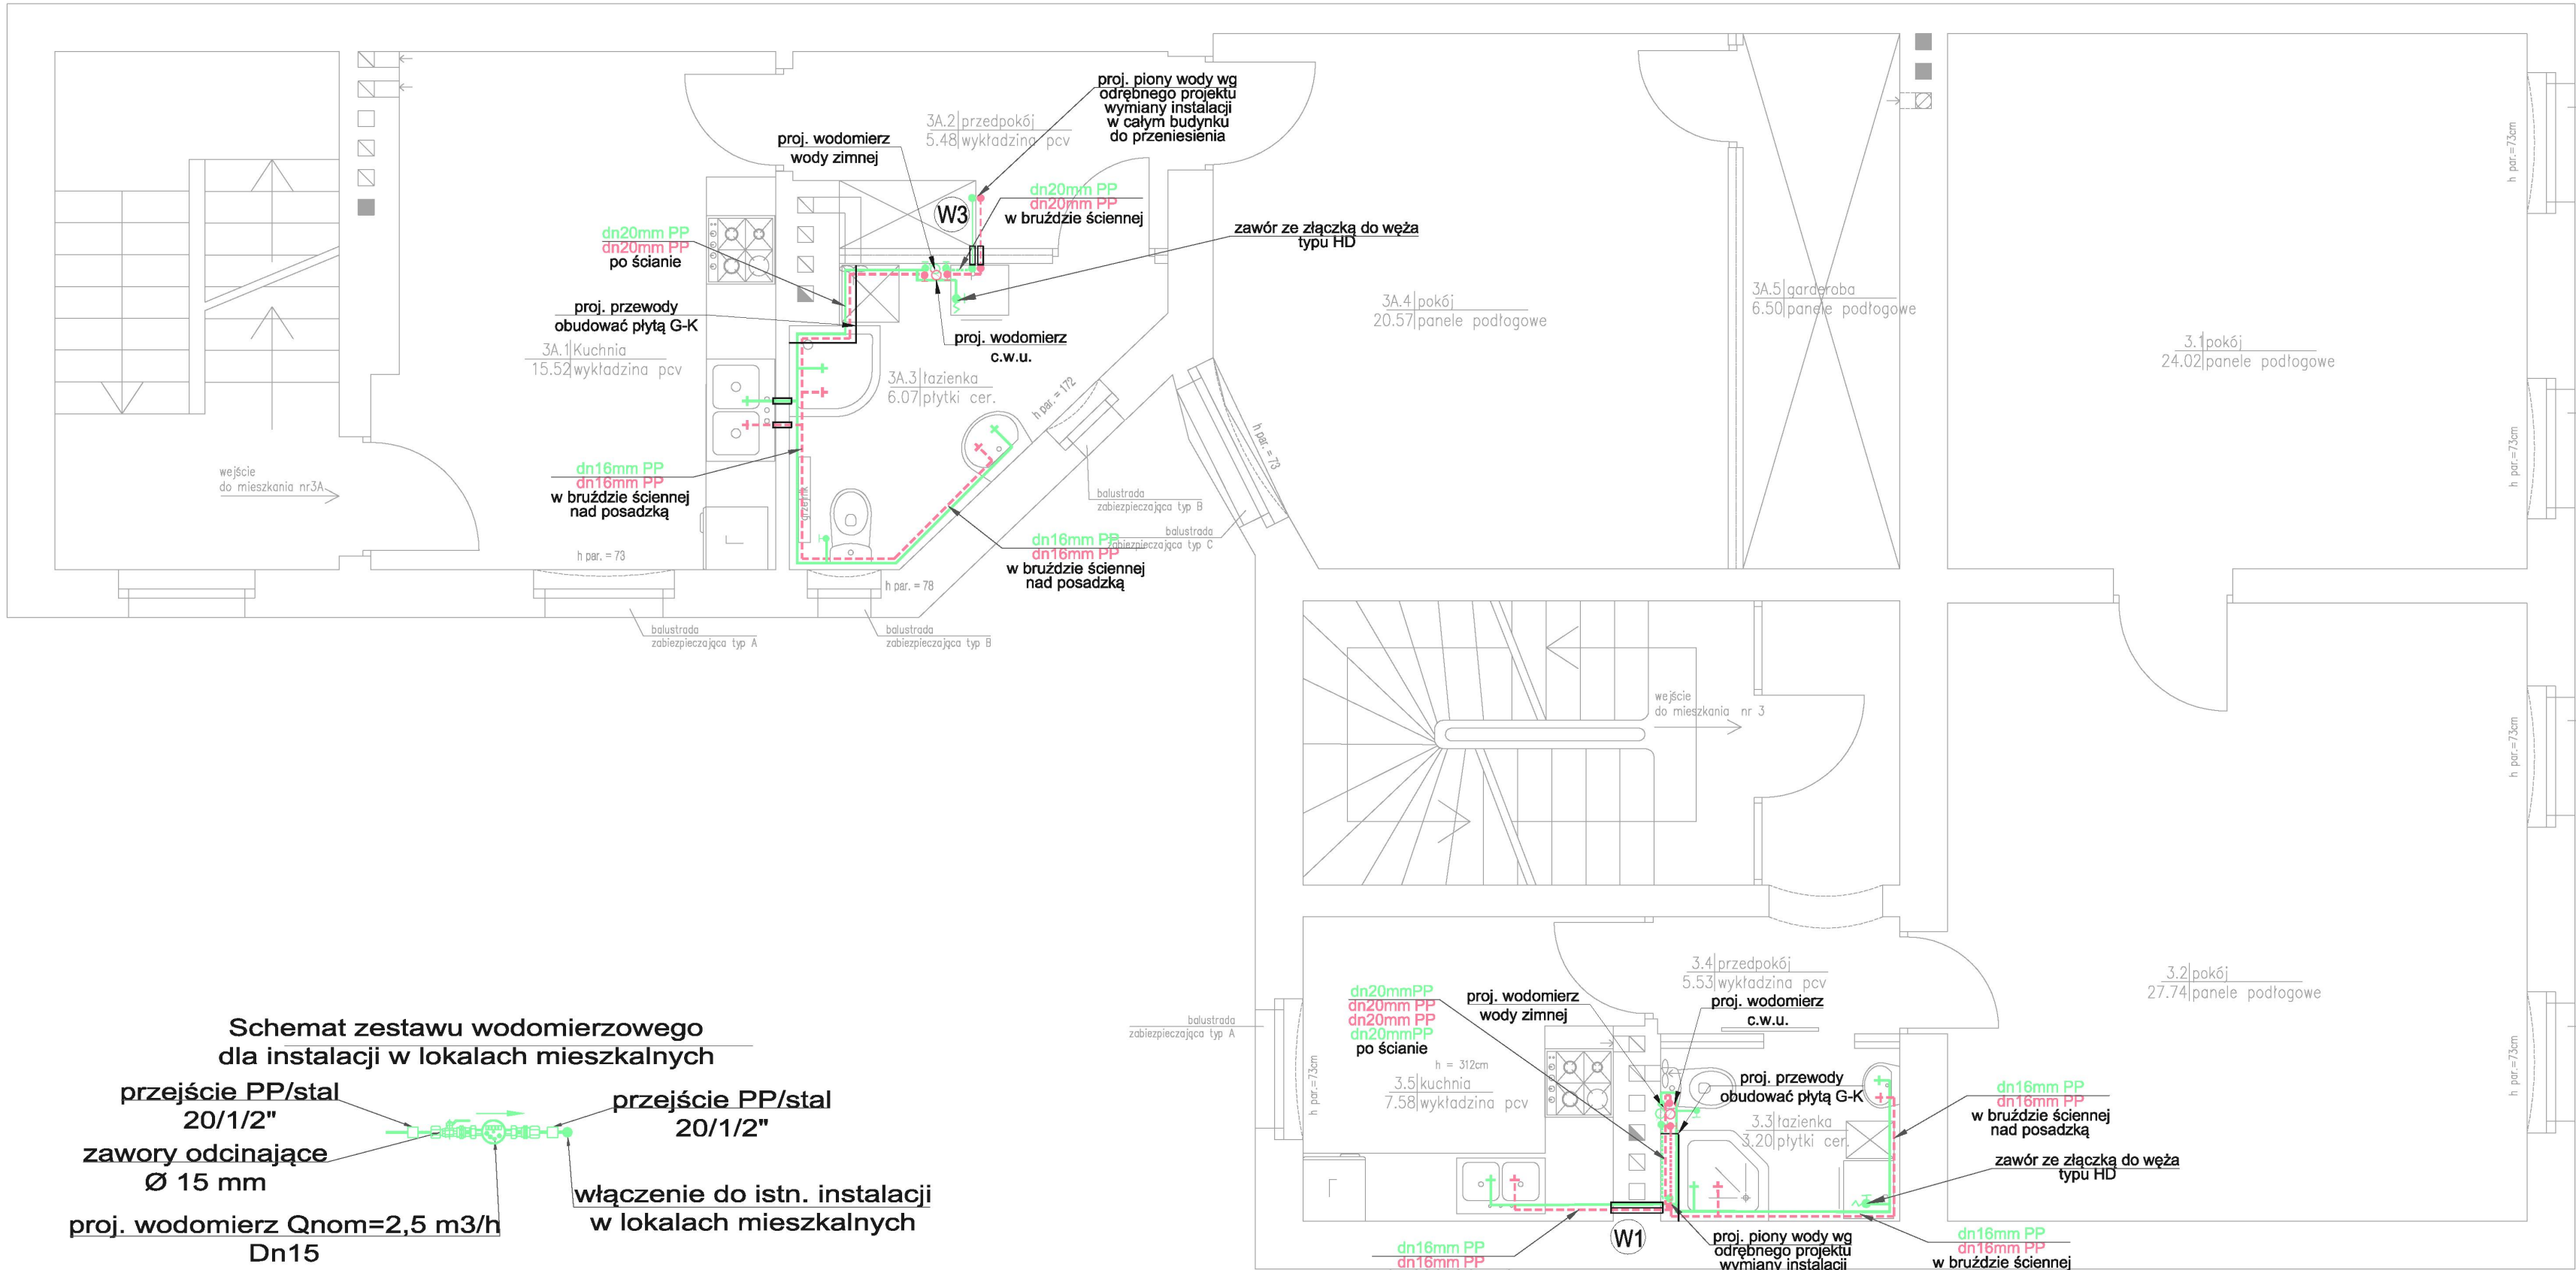 proj. piony wody wg
odrębnego projektu
wymiany instalacji
w całym budynku
do przeniesienia
3A.2 przedpokój
5.48 wykładzina pcv
proj. wodomierz
wody zimnej
W3
dn20mm PP
dn20mm PP
w bruździe ściennej
zawór ze złączką do węża
typu HD
dn20mm PP
dn20mm PP
po ścianie
proj. przewody
obudować płytą G-K
3A.1 Kuchnia
15.52 wykładzina pcv
proj. wodomierz
c.w.u.
3A.3 łazienka
6.07 płytki cer.
h par. = 172
h par. = 73
3A.4 pokój
20.57 panele podłogowe
3A.5 garderoba
6.50 panele podłogowe
3.1 pokój
24.02 panele podłogowe
h par.=73cm
h par.=73cm
wejście
do mieszkania nr3A
dn16mm PP
dn16mm PP
w bruździe ściennej
nad posadzką
grzejnik
h par. = 73
h par. = 78
balustrada
zabiezpieczająca typ B
balustrada
zabiezpieczająca typ C
dn16mm PP
dn16mm PP
w bruździe ściennej
nad posadzką
balustrada
zabiezpieczająca typ A
balustrada
zabiezpieczająca typ B
wejście
do mieszkania nr 3
h par.=73cm
3.2 pokój
27.74 panele podłogowe
h par.=73cm
3.4 przedpokój
5.53 wykładzina pcv
dn20mmPP
dn20mm PP
dn20mm PP
dn20mmPP
po ścianie
proj. wodomierz
wody zimnej
proj. wodomierz
c.w.u.
balustrada
zabiezpieczająca typ A
h par.=73cm
h = 312cm
3.5 kuchnia
7.58 wykładzina pcv
proj. przewody
obudować płytą G-K
3.3 łazienka
3.20 płytki cer.
dn16mm PP
dn16mm PP
w bruździe ściennej
nad posadzką
zawór ze złączką do węża
typu HD
W1
dn16mm PP
dn16mm PP
proj. piony wody wg
odrębnego projektu
wymiany instalacji
dn16mm PP
dn16mm PP
w bruździe ściennej
Schemat zestawu wodomierzowego
dla instalacji w lokalach mieszkalnych
przejście PP/stal
20/1/2"
przejście PP/stal
20/1/2"
zawory odcinające
Ø 15 mm
włączenie do istn. instalacji
w lokalach mieszkalnych
proj. wodomierz Qnom=2,5 m3/h
Dn15